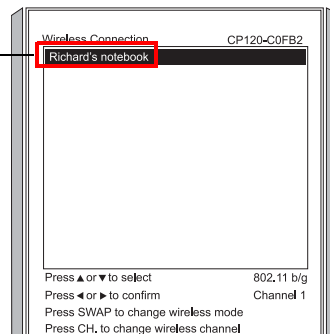 Wireless Connection CP120-C0FB2
Richard's notebook
Press ▲ or ▼ to select 802.11 b/g
Press ◄ or ► to confirm Channel 1
Press SWAP to change wireless mode
Press CH. to change wireless channel